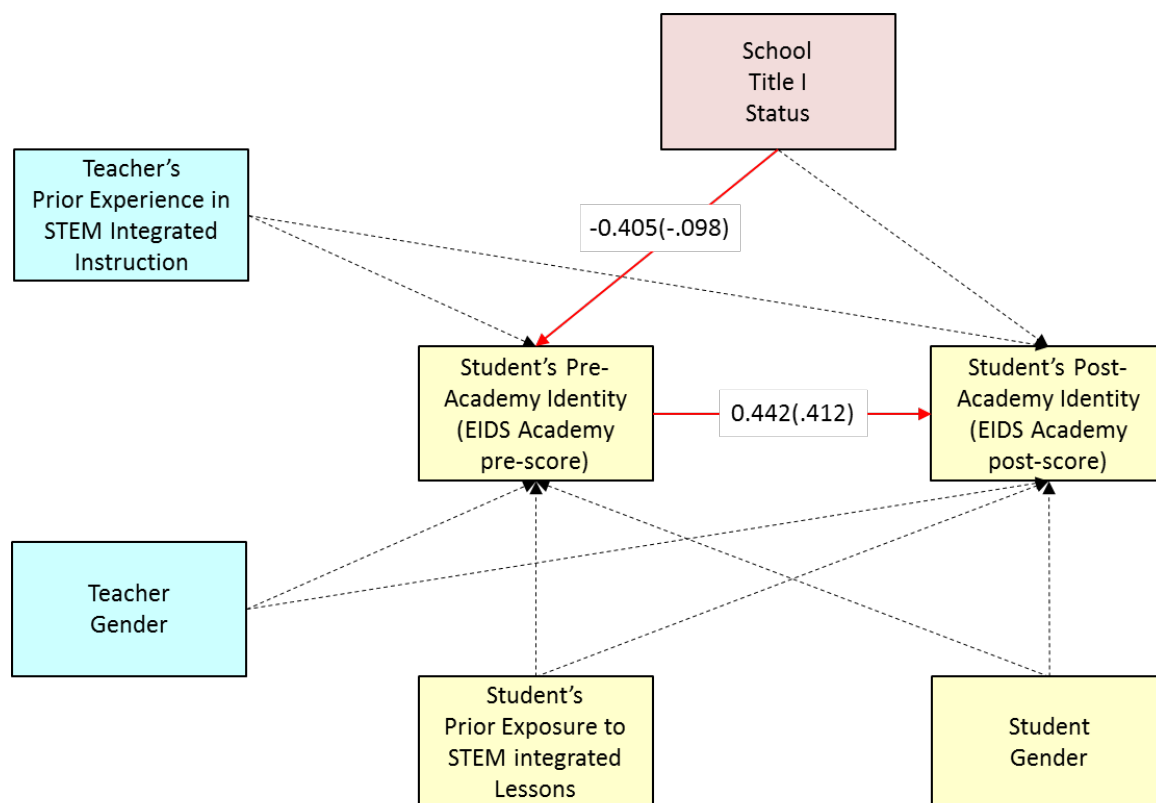 School
Title I
Status
Teacher’s
Prior Experience in
STEM Integrated
Instruction
-0.405(-.098)
Student’s Pre-
Academy Identity
(EIDS Academy
pre-score)
0.442(.412)
Student’s Post-
Academy Identity
(EIDS Academy
post-score)
Teacher
Gender
Student’s
Prior Exposure to
STEM integrated
Lessons
Student
Gender